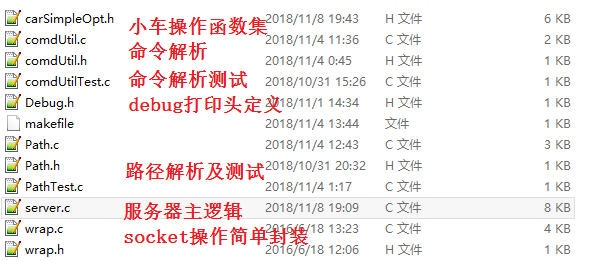 carSimpleOpt.h 小车操作函数集 2018/11/8 19:43 H 文件 6 KB
comdUtil.c 命令解析 2018/11/4 11:36 C 文件 2 KB
comdUtil.h 2018/11/4 0:45 H 文件 1 KB
comdUtilTest.c 命令解析测试 2018/10/31 15:26 C 文件 1 KB
Debug.h debug打印头定义 2018/11/1 14:34 H 文件 1 KB
makefile 2018/11/4 13:44 文件 1 KB
Path.c 2018/11/4 12:43 C 文件 3 KB
Path.h 路径解析及测试 2018/10/31 20:32 H 文件 1 KB
PathTest.c 2018/11/4 1:17 C 文件 1 KB
server.c 服务器主逻辑 2018/11/8 19:09 C 文件 8 KB
wrap.c socket操作简单封装 2016/6/18 13:23 C 文件 4 KB
wrap.h 2016/6/18 12:06 H 文件 1 KB